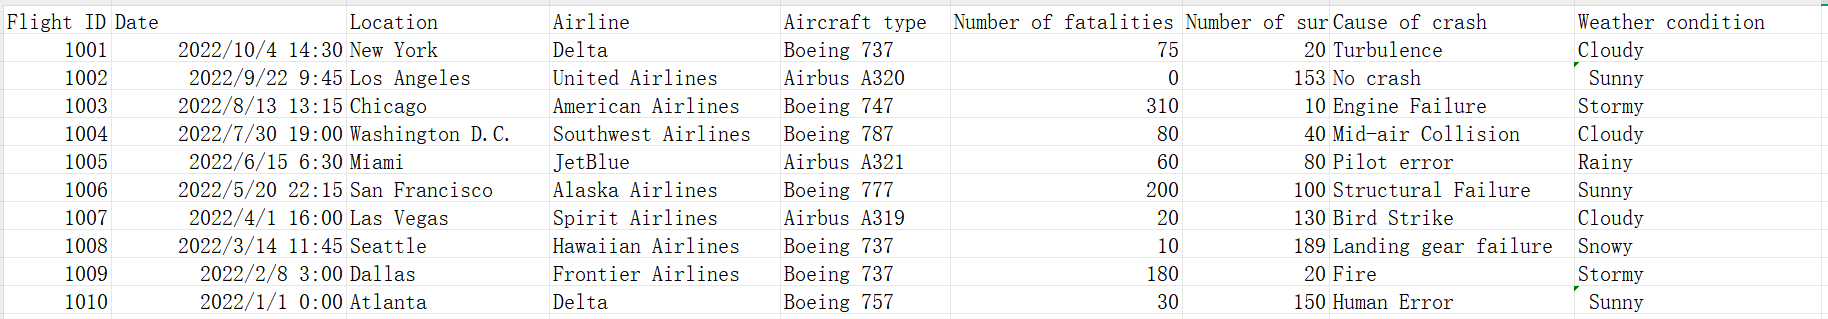 Flight ID Date Location Airline Aircraft type Number of fatalities Number of sur Cause of crash Weather condition
1001 2022/10/4 14:30 New York Delta Boeing 737 75 20 Turbulence Cloudy
1002 2022/9/22 9:45 Los Angeles United Airlines Airbus A320 0 153 No crash Sunny
1003 2022/8/13 13:15 Chicago American Airlines Boeing 747 310 10 Engine Failure Stormy
1004 2022/7/30 19:00 Washington D.C. Southwest Airlines Boeing 787 80 40 Mid-air Collision Cloudy
1005 2022/6/15 6:30 Miami JetBlue Airbus A321 60 80 Pilot error Rainy
1006 2022/5/20 22:15 San Francisco Alaska Airlines Boeing 777 200 100 Structural Failure Sunny
1007 2022/4/1 16:00 Las Vegas Spirit Airlines Airbus A319 20 130 Bird Strike Cloudy
1008 2022/3/14 11:45 Seattle Hawaiian Airlines Boeing 737 10 189 Landing gear failure Snowy
1009 2022/2/8 3:00 Dallas Frontier Airlines Boeing 737 180 20 Fire Stormy
1010 2022/1/1 0:00 Atlanta Delta Boeing 757 30 150 Human Error Sunny